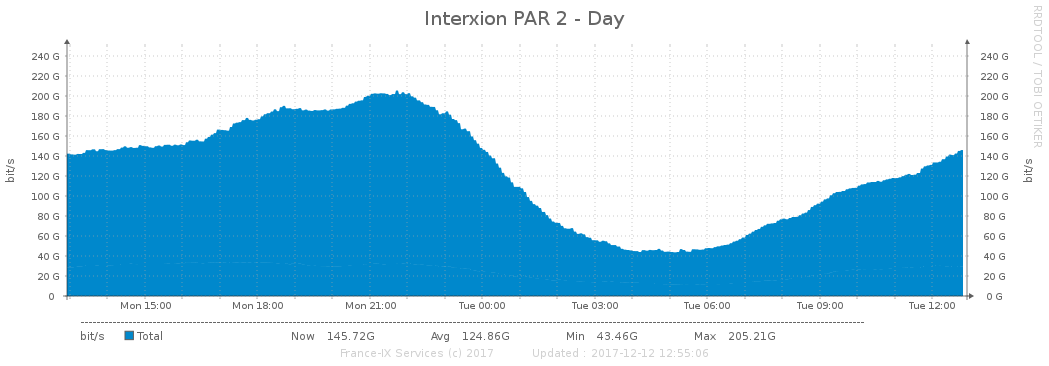 Interxion PAR 2 - Day
RRDTOOL / TOBI OETIKER
bit/s
240 G
220 G
200 G
180 G
160 G
140 G
120 G
100 G
80 G
60 G
40 G
20 G
0
240 G
220 G
200 G
180 G
160 G
140 G
120 G
100 G
80 G
60 G
40 G
20 G
0 G
bit/s
Mon 15:00 Mon 18:00 Mon 21:00 Tue 00:00 Tue 03:00 Tue 06:00 Tue 09:00 Tue 12:00
bit/s Total Now 145.72G Avg 124.86G Min 43.46G Max 205.21G
France-IX Services (c) 2017 Updated : 2017-12-12 12:55:06